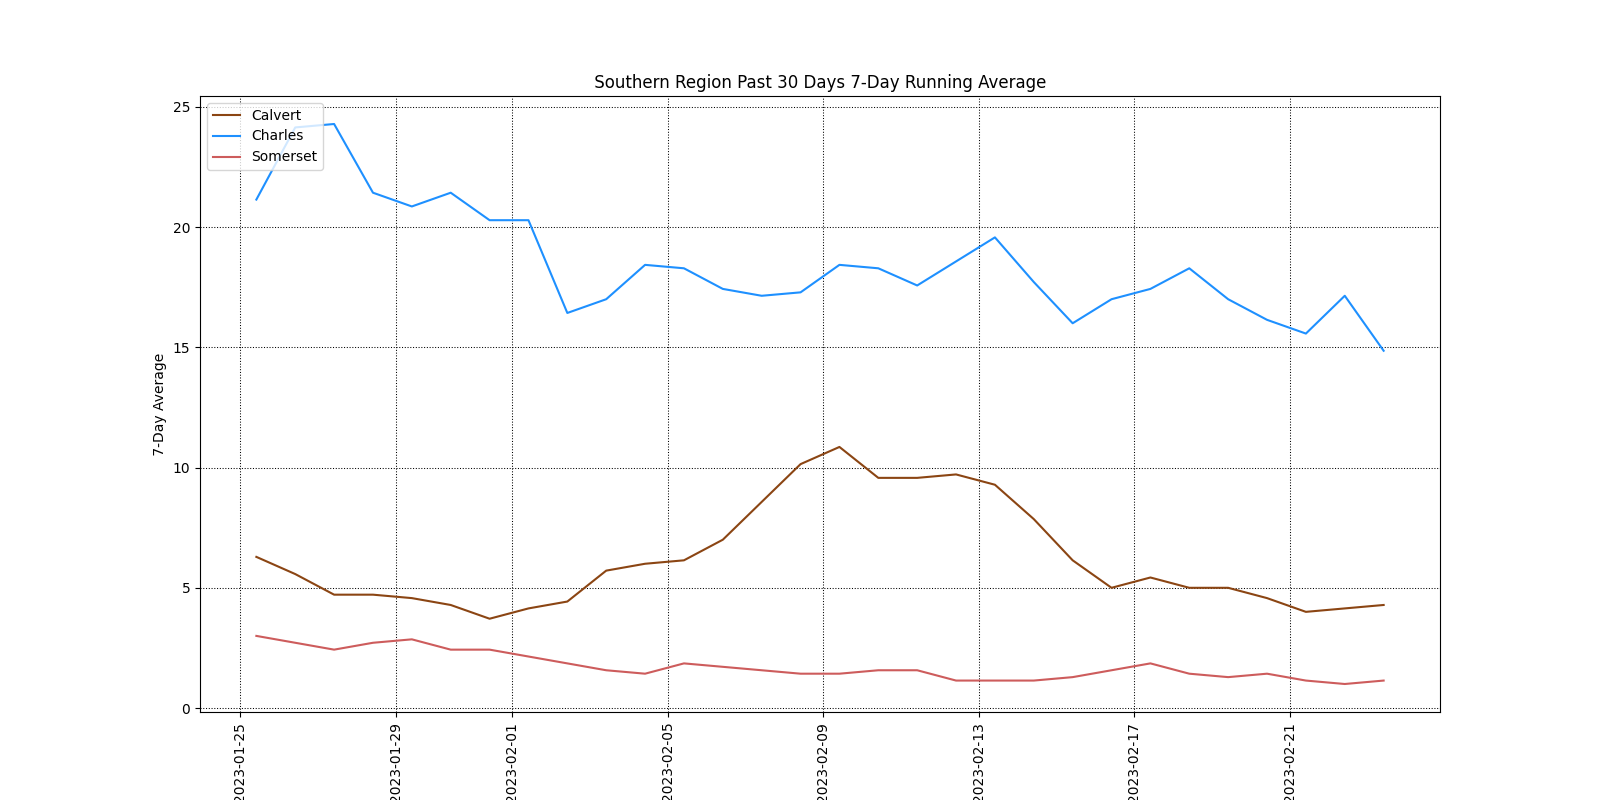 Southern Region Past 30 Days 7-Day Running Average
Calvert
Charles
Somerset
7-Day Average
25
20
15
10
5
0
2023-01-25
2023-01-29
2023-02-01
2023-02-05
2023-02-09
2023-02-13
2023-02-17
2023-02-21